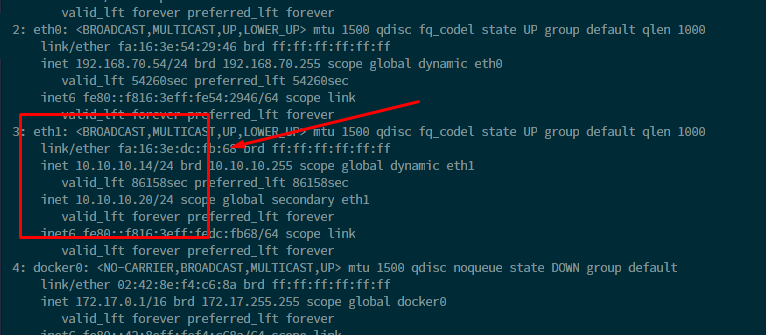 valid_lft forever preferred_lft forever
2: eth0: <BROADCAST,MULTICAST,UP,LOWER_UP> mtu 1500 qdisc fq_codel state UP group default qlen 1000
link/ether fa:16:3e:54:29:46 brd ff:ff:ff:ff:ff:ff
inet 192.168.70.54/24 brd 192.168.70.255 scope global dynamic eth0
valid_lft 54260sec preferred_lft 54260sec
inet6 fe80::f816:3eff:fe54:2946/64 scope link
valid_lft forever preferred_lft forever
3: eth1: <BROADCAST,MULTICAST,UP,LOWER_UP> mtu 1500 qdisc fq_codel state UP group default qlen 1000
link/ether fa:16:3e:dc:fb:68 brd ff:ff:ff:ff:ff:ff
inet 10.10.10.14/24 brd 10.10.10.255 scope global dynamic eth1
valid_lft 86158sec preferred_lft 86158sec
inet 10.10.10.20/24 scope global secondary eth1
valid_lft forever preferred_lft forever
inet6 fe80::f816:3eff:fedc:fb68/64 scope link
valid_lft forever preferred_lft forever
4: docker0: <NO-CARRIER,BROADCAST,MULTICAST,UP> mtu 1500 qdisc noqueue state DOWN group default
link/ether 02:42:8e:f4:c6:8a brd ff:ff:ff:ff:ff:ff
inet 172.17.0.1/16 brd 172.17.255.255 scope global docker0
valid_lft forever preferred_lft forever
inet6 fe80::42:8eff:fef4:c68a/64 scope link